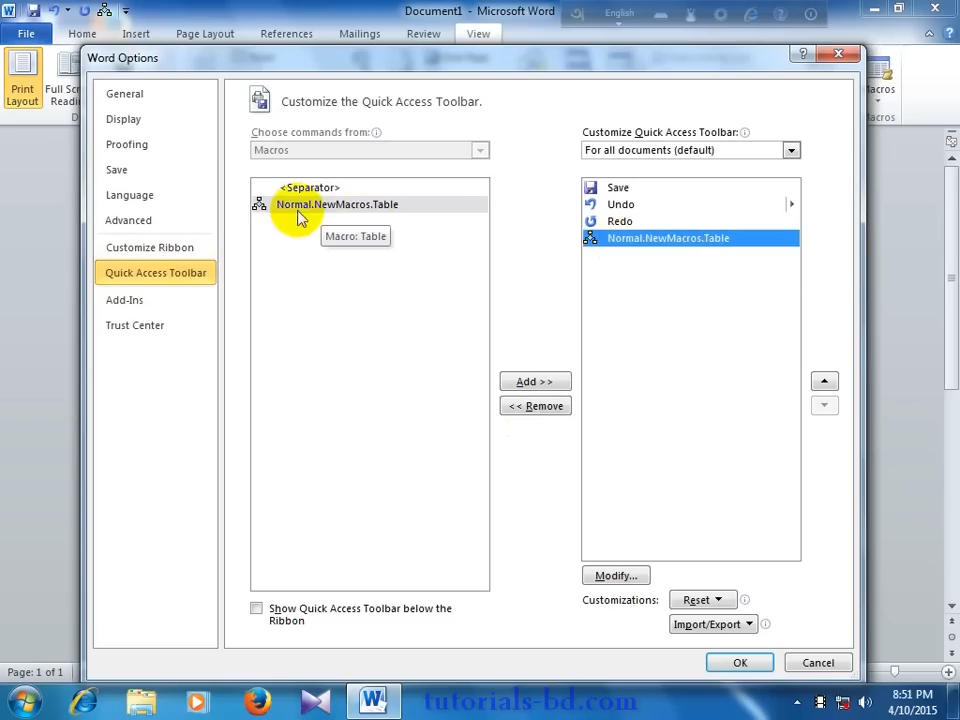 Document1 - Microsoft Word
English
File
Home
Insert
Page Layout
References
Mailings
Review
View
Print
Layout
Full Scr
Readin
Macros
Word Options
General
Display
Proofing
Save
Language
Advanced
Customize Ribbon
Quick Access Toolbar
Add-Ins
Trust Center
Customize the Quick Access Toolbar.
Choose commands from:
Macros
<Separator>
Normal.NewMacros.Table
Macro: Table
Show Quick Access Toolbar below the
Ribbon
Add >>
<< Remove
Customize Quick Access Toolbar:
For all documents (default)
Save
Undo
Redo
Normal.NewMacros.Table
Modify...
Customizations:
Reset
Import/Export
OK
Cancel
Page: 1 of 1
tutorials-bd.com
8:51 PM
4/10/2015